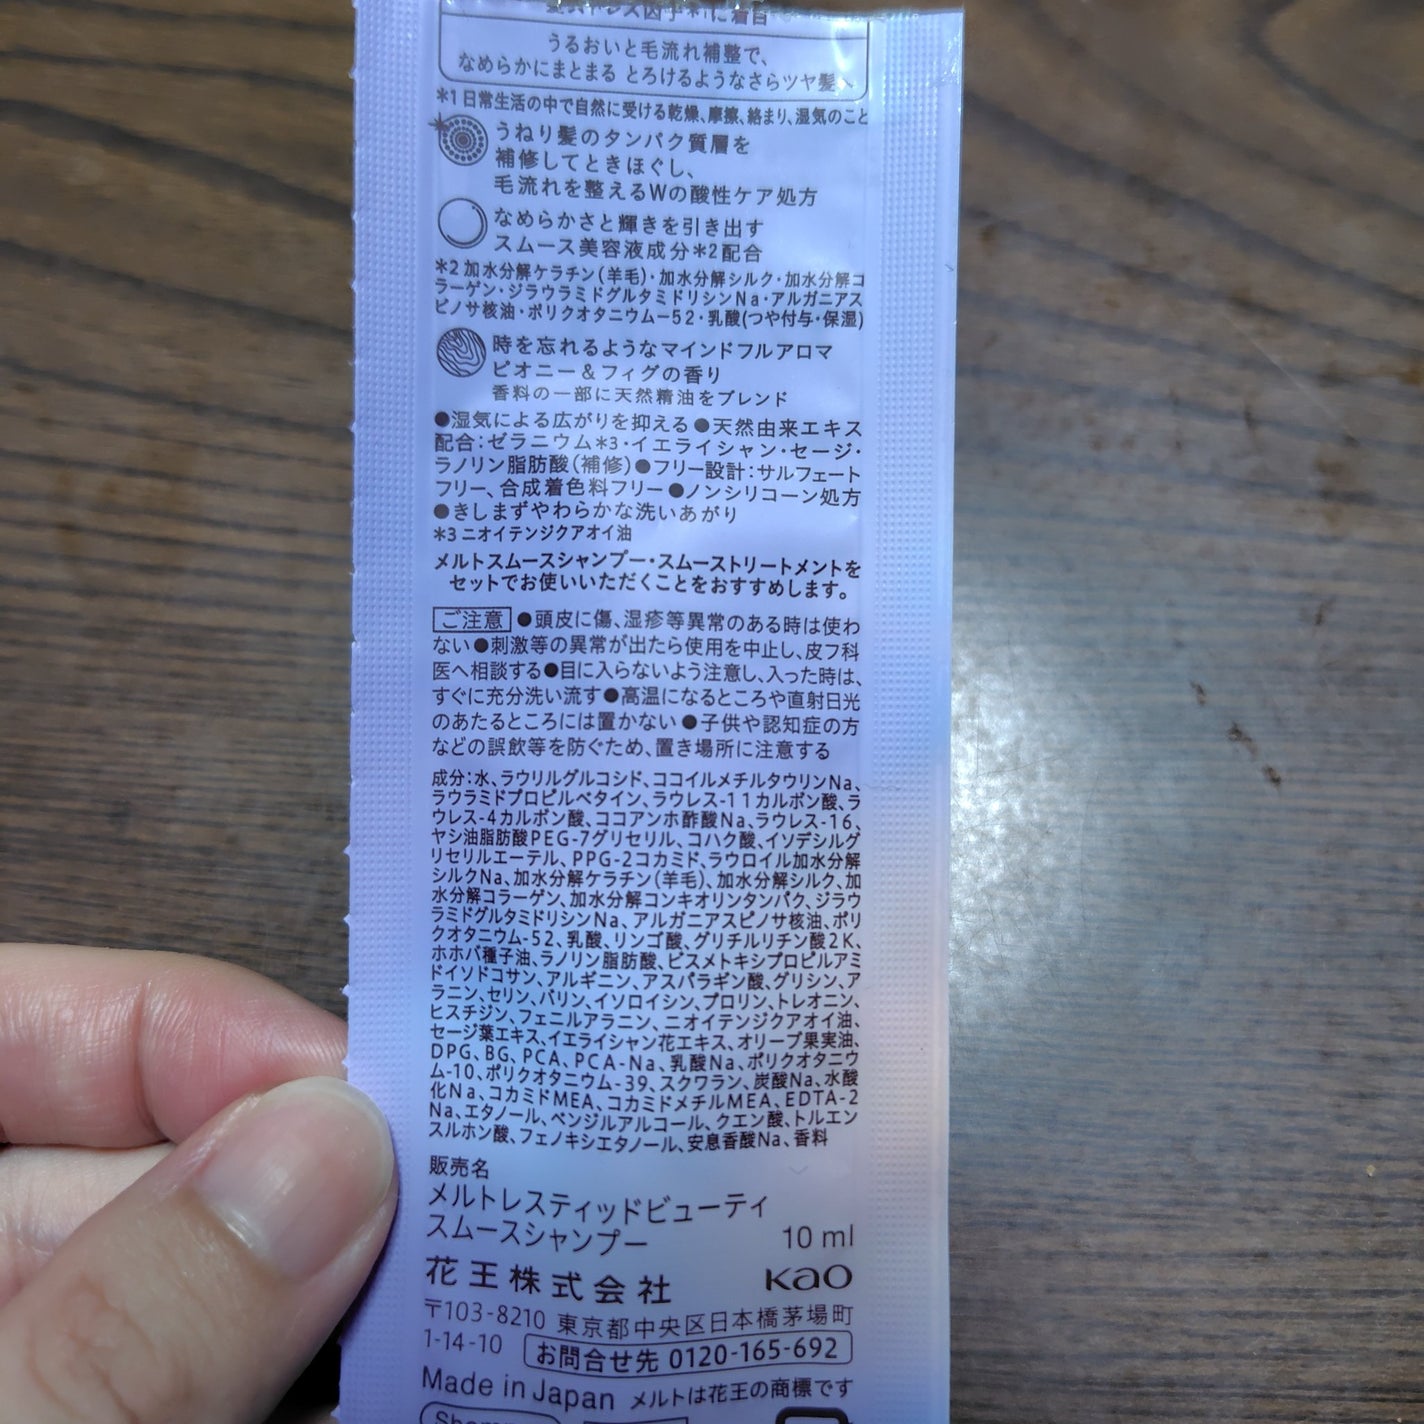 うるおいと毛流れ補整で、
なめらかにまとまる とろけるようなさらツヤ髪へ
*1 日常生活の中で自然に受ける乾燥、摩擦、絡まり、湿気のこと
うねり髪のタンパク質層を
補修してときほぐし、
毛流れを整えるWの酸性ケア処方
なめらかさと輝きを引き出す
スムース美容液成分*2配合
*2 加水分解ケラチン(羊毛)・加水分解シルク・加水分解コ
ラーゲン・ジラウラミドグルタミドリシンNa・アルガニアス
ピノサ核油・ポリクオタニウム-52・乳酸(つや付与・保湿)
時を忘れるようなマインドフルアロマ
ピオニー&フィグの香り
香料の一部に天然精油をブレンド
●湿気による広がりを抑える●天然由来エキス
配合:ゼラニウム*3・イエライシャン・セージ・
ラノリン脂肪酸(補修)●フリー設計:サルフェート
フリー、合成着色料フリー●ノンシリコーン処方
●きしまずやわらかな洗いあがり
*3 ニオイテンジクアオイ油
メルトスムースシャンプー・スムーストリートメントを
セットでお使いいただくことをおすすめします。
ご注意 ●頭皮に傷、湿疹等異常のある時は使わ
ない●刺激等の異常が出たら使用を中止し、皮フ科
医へ相談する●目に入らないよう注意し、入った時は、
すぐに充分洗い流す●高温になるところや直射日光
のあたるところには置かない●子供や認知症の方
などの誤飲等を防ぐため、置き場所に注意する
成分:水、ラウリルグルコシド、ココイルメチルタウリンNa、
ラウラミドプロピルベタイン、ラウレス-11カルボン酸、ラ
ウレス-4カルボン酸、ココアンホ酢酸Na、ラウレス-16、
ヤシ油脂肪酸PEG-7グリセリル、コハク酸、イソデシルグ
リセリルエーテル、PPG-2コカミド、ラウロイル加水分解
シルクNa、加水分解ケラチン(羊毛)、加水分解シルク、加
水分解コラーゲン、加水分解コンキオリンタンパク、ジラウ
ラミドグルタミドリシンNa、アルガニアスピノサ核油、ポリ
クオタニウム-52、乳酸、リンゴ酸、グリチルリチン酸2K、
ホホバ種子油、ラノリン脂肪酸、ビスメトキシプロピルアミ
ドイソドコサン、アルギニン、アスパラギン酸、グリシン、ア
ラニン、セリン、バリン、イソロイシン、プロリン、トレオニン、
ヒスチジン、フェニルアラニン、ニオイテンジクアオイ油、
セージ葉エキス、イエライシャン花エキス、オリーブ果実油、
DPG、BG、PCA、PCA-Na、乳酸Na、ポリクオタニウ
ム-10、ポリクオタニウム-39、スクワラン、炭酸Na、水酸
化Na、コカミドMEA、コカミドメチルMEA、EDTA-2
Na、エタノール、ベンジルアルコール、クエン酸、トルエン
スルホン酸、フェノキシエタノール、安息香酸Na、香料
販売名
メルトレスティッドビューティ
スムースシャンプー 10 ml
花王株式会社 Kao
〒103-8210 東京都中央区日本橋茅場町
1-14-10 お問合せ先 0120-165-692
Made in Japan メルトは花王の商標です